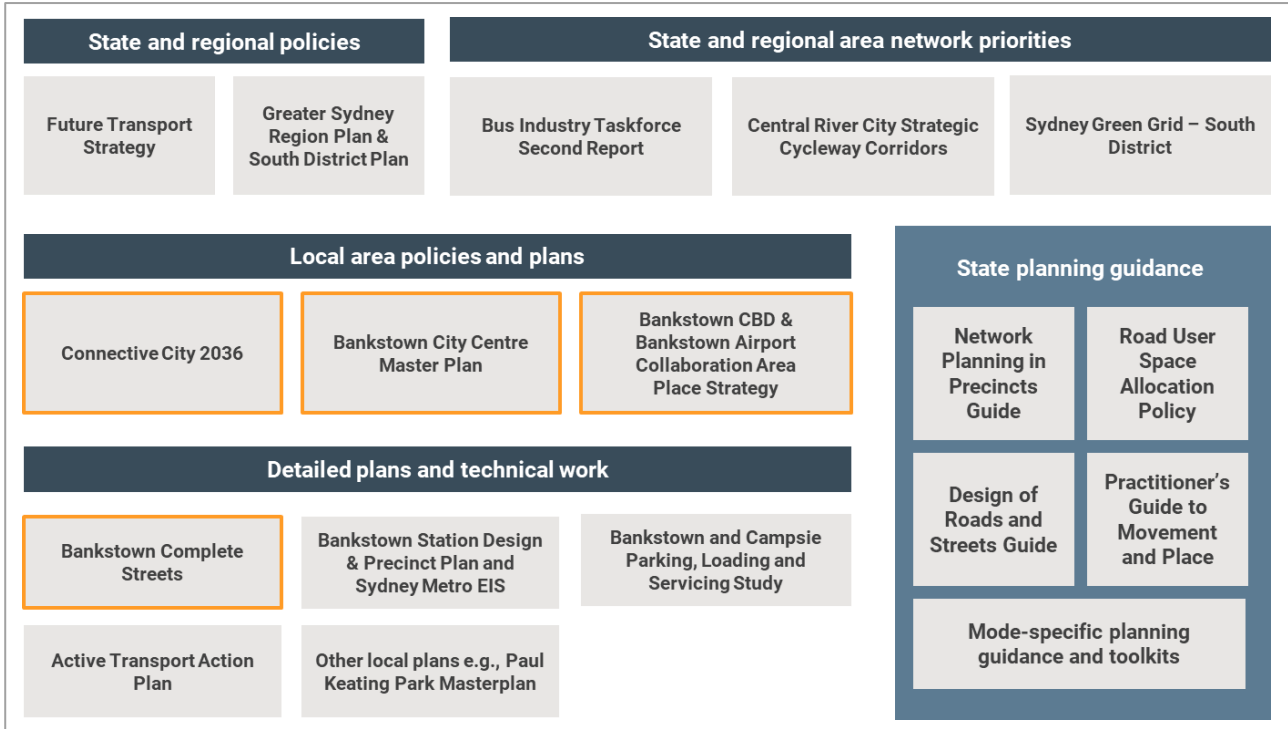 State and regional policies
Future Transport
Strategy
Greater Sydney
Region Plan &
South District Plan
State and regional area network priorities
Bus Industry Taskforce
Second Report
Central River City Strategic
Cycleway Corridors
Sydney Green Grid – South
District
Local area policies and plans
Connective City 2036
Bankstown City Centre
Master Plan
Bankstown CBD &
Bankstown Airport
Collaboration Area
Place Strategy
Detailed plans and technical work
Bankstown Complete
Streets
Bankstown Station Design
& Precinct Plan and
Sydney Metro EIS
Bankstown and Campsie
Parking, Loading and
Servicing Study
Active Transport Action
Plan
Other local plans e.g., Paul
Keating Park Masterplan
State planning guidance
Network
Planning in
Precincts
Guide
Road User
Space
Allocation
Policy
Design of
Roads and
Streets Guide
Practitioner’s
Guide to
Movement
and Place
Mode-specific planning
guidance and toolkits